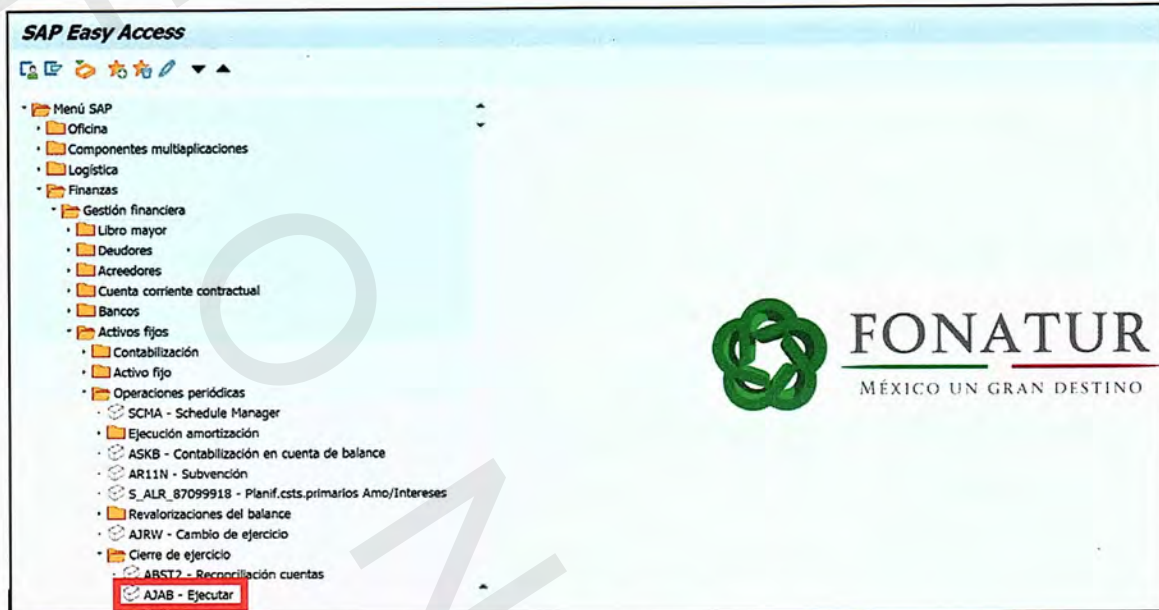 SAP Easy Access
Menú SAP
Oficina
Componentes multiaplicaciones
Logística
Finanzas
Gestión financiera
Libro mayor
Deudores
Acreedores
Cuenta corriente contractual
Bancos
Activos fijos
Contabilización
Activo fijo
Operaciones periódicas
SCMA - Schedule Manager
Ejecución amortización
ASKB - Contabilización en cuenta de balance
AR11N - Subvención
S_ALR_87099918 - Planif.csts.primarios Amo/Intereses
Revalorizaciones del balance
AJRW - Cambio de ejercicio
Cierre de ejercicio
ABST2 - Reconciliación cuentas
AJAB - Ejecutar
FONATUR
MÉXICO UN GRAN DESTINO